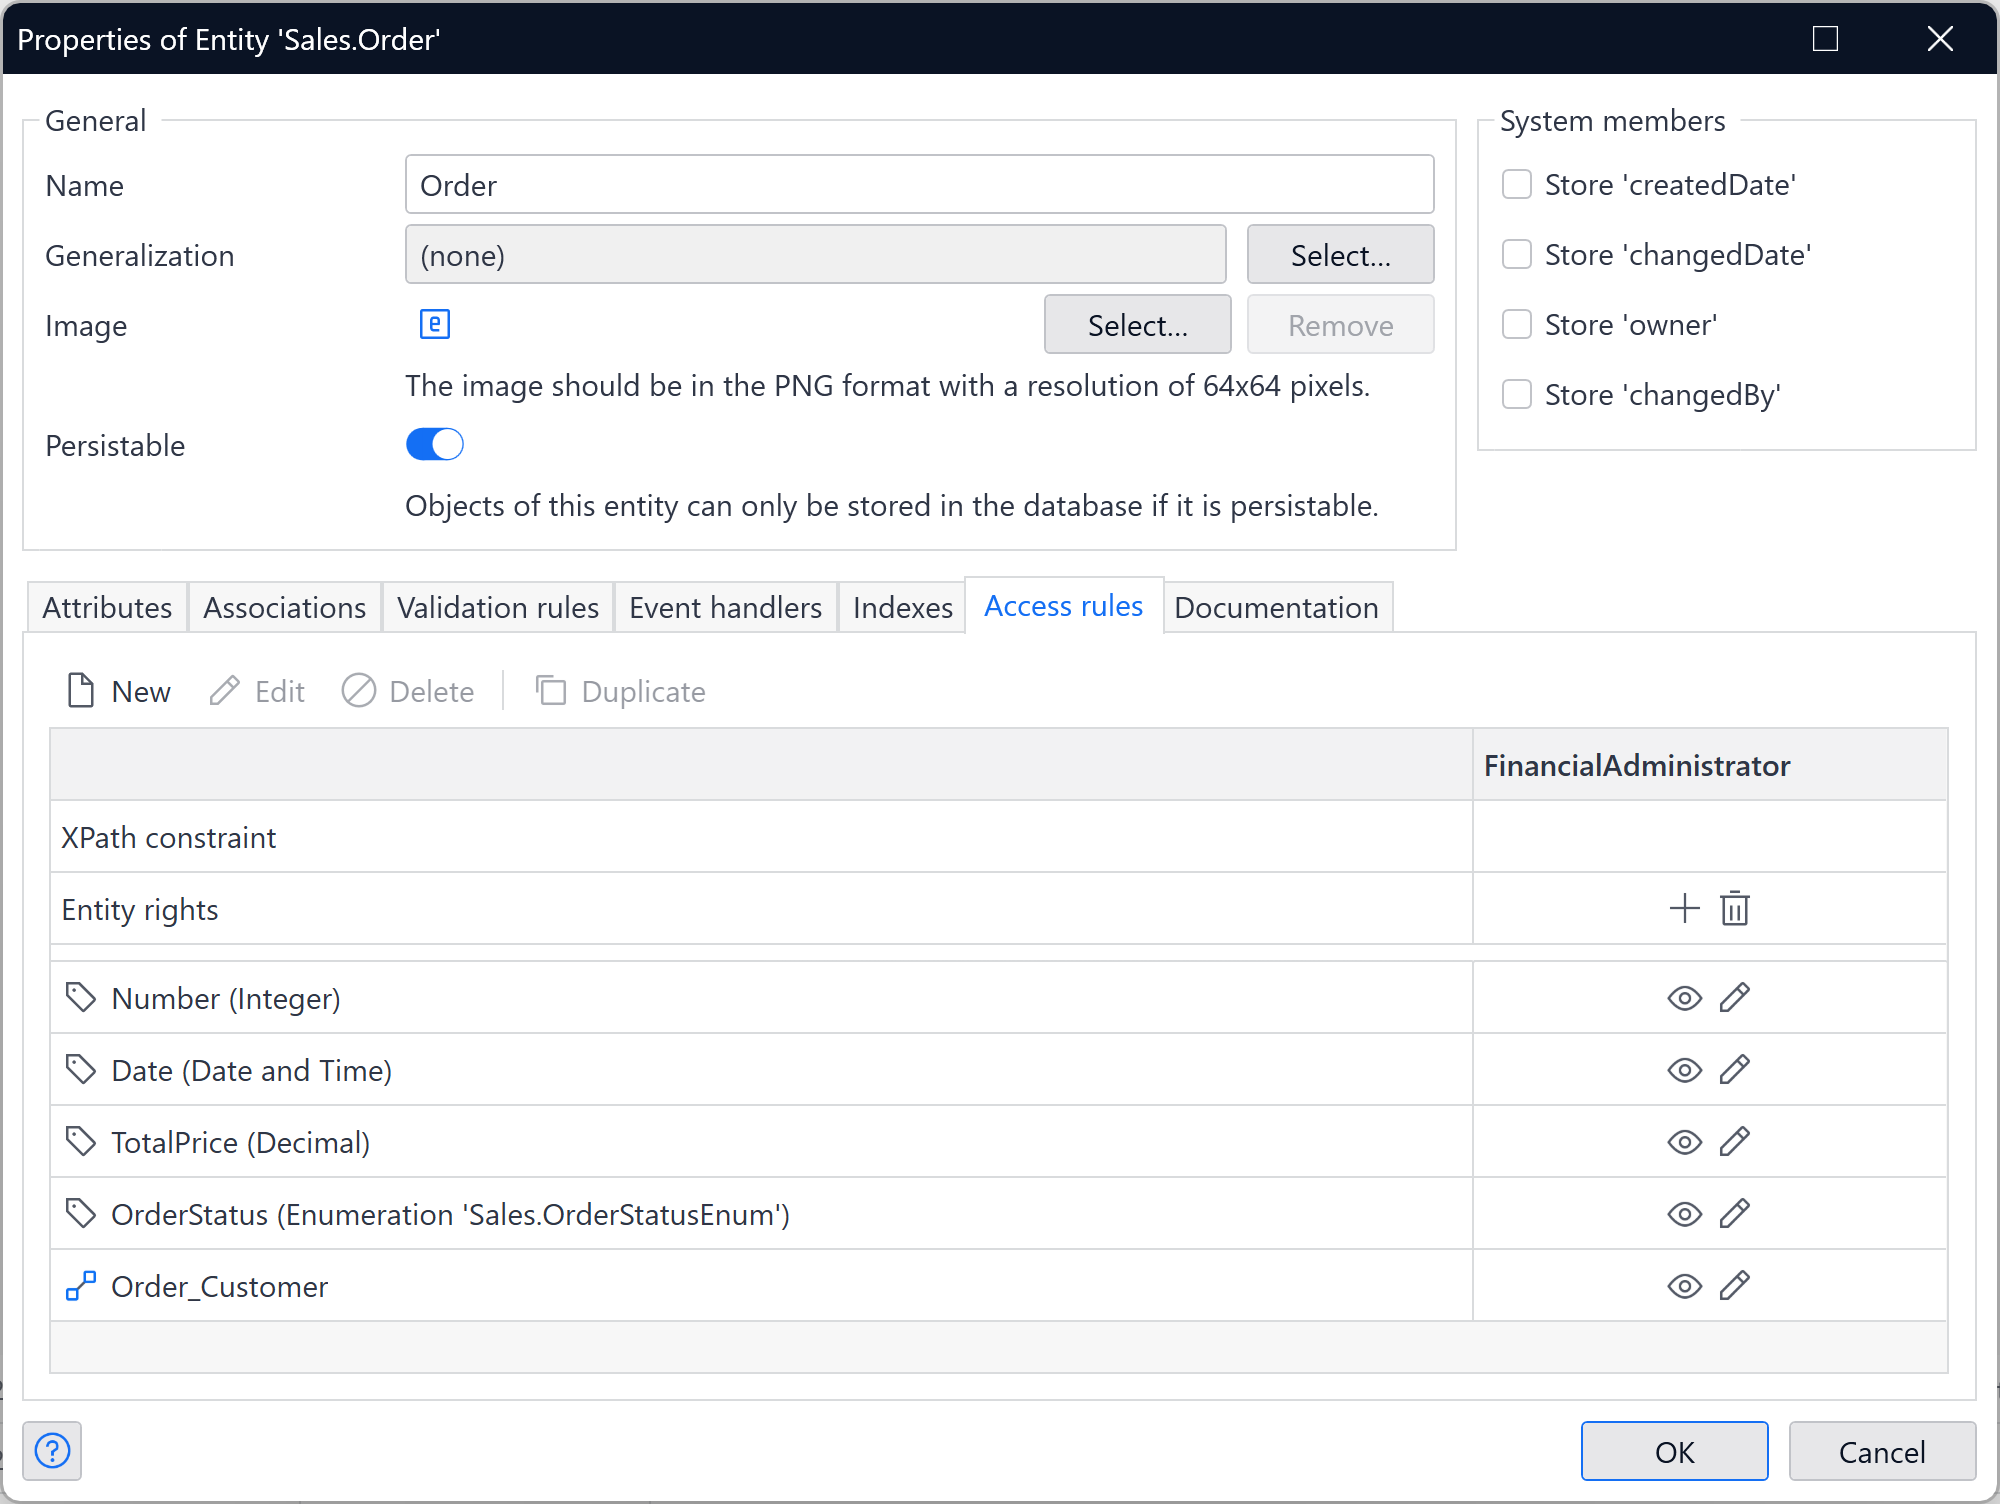 Properties of Entity 'Sales.Order'
General
Name
Order
Generalization
(none)
Select...
Image
Select...
Remove
The image should be in the PNG format with a resolution of 64x64 pixels.
Persistable
Objects of this entity can only be stored in the database if it is persistable.
System members
Store 'createdDate'
Store 'changedDate'
Store 'owner'
Store 'changedBy'
Attributes
Associations
Validation rules
Event handlers
Indexes
Access rules
Documentation
New
Edit
Delete
Duplicate
FinancialAdministrator
XPath constraint
Entity rights
Number (Integer)
Date (Date and Time)
TotalPrice (Decimal)
OrderStatus (Enumeration 'Sales.OrderStatusEnum')
Order_Customer
OK
Cancel